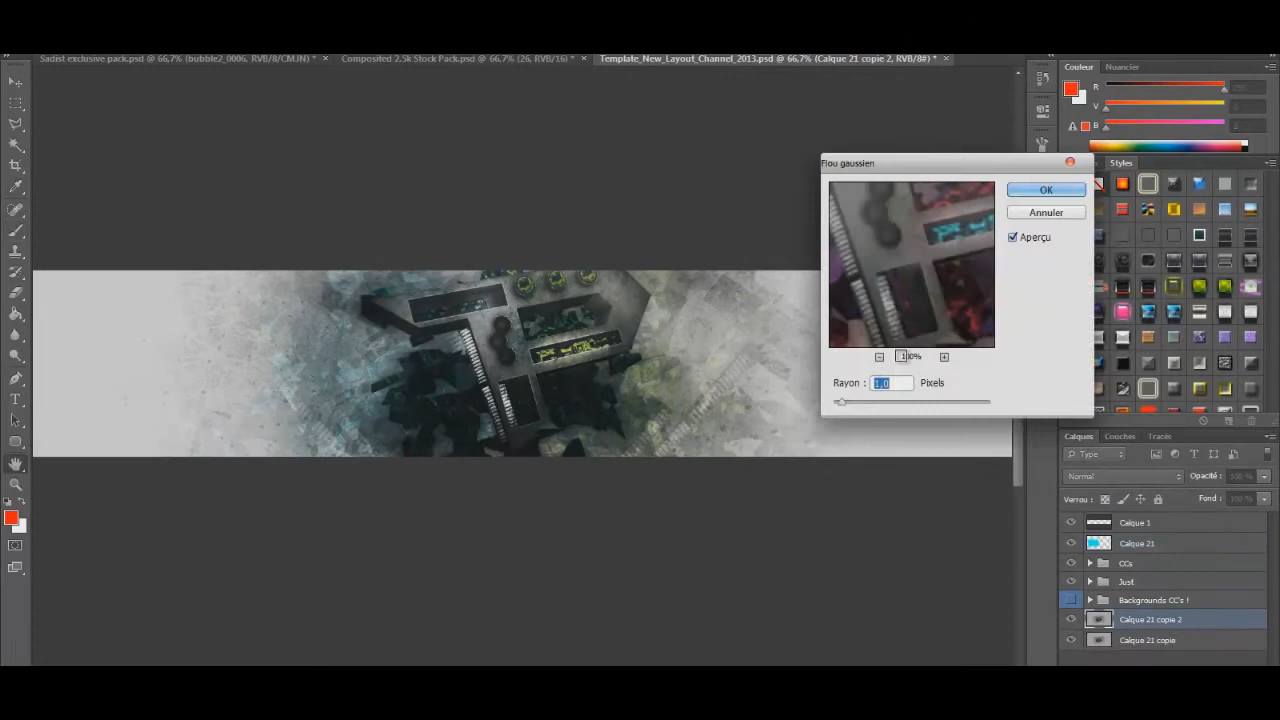 Sadist exclusive pack.psd @ 66,7% (bubble2_0006, RVB/8/CMJN) * × Composited 2.5k Stock Pack.psd @ 66,7% (26, RVB/16) * × Template_New_Layout_Channel_2013.psd @ 66,7% (Calque 21 copie 2, RVB/8#) * ×
Couleur Nuancier
R
V
B
Flou gaussien
Styles
OK
Annuler
Aperçu
100%
Rayon : 1,0 Pixels
Calques Couches Tracés
Type
Normal Opacité : 100 %
Verrou : Fond : 100 %
Calque 1
Calque 21
CCs
Just
Backgrounds CC's !
Calque 21 copie 2
Calque 21 copie